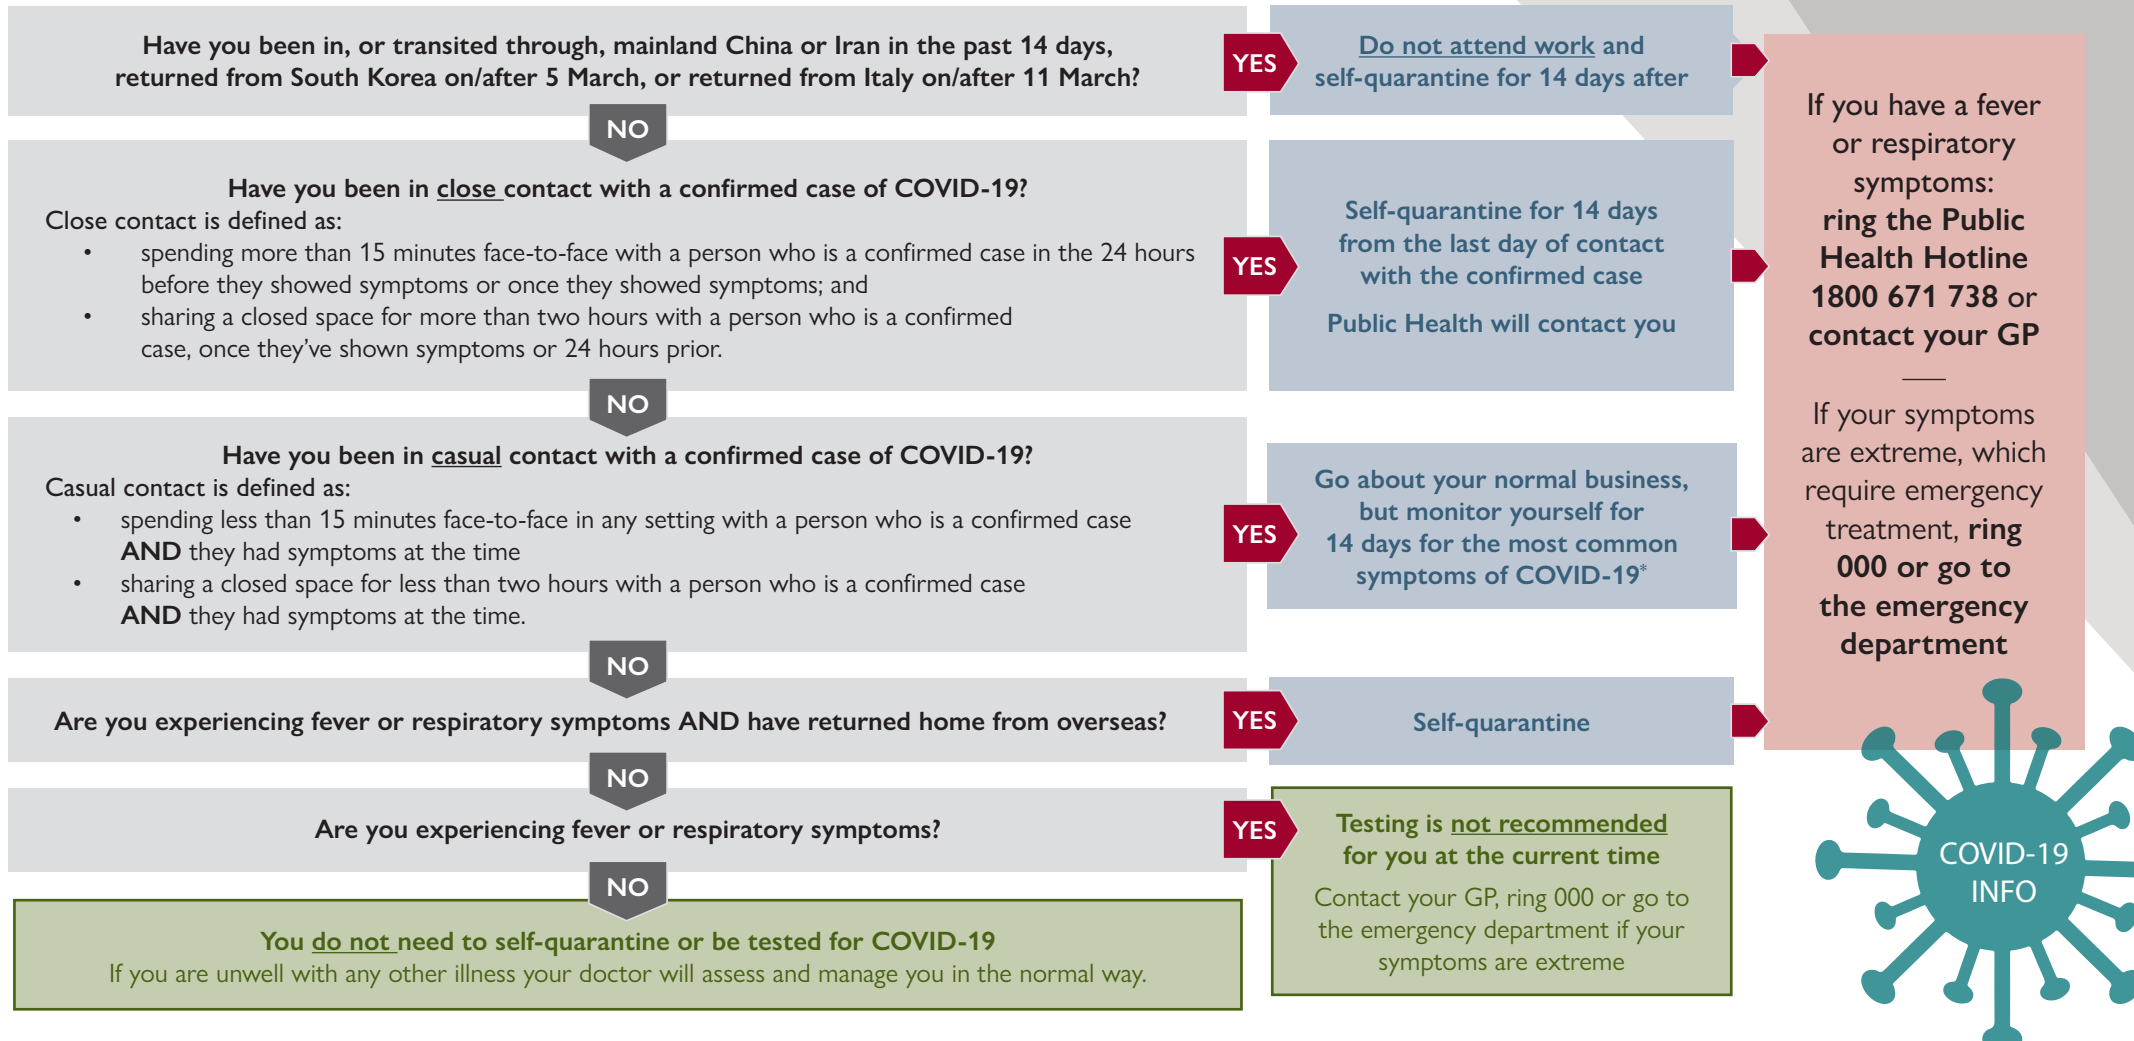 Have you been in, or transited through, mainland China or Iran in the past 14 days,
returned from South Korea on/after 5 March, or returned from Italy on/after 11 March?
YES
Do not attend work and
self-quarantine for 14 days after
NO
Have you been in close contact with a confirmed case of COVID-19?
Close contact is defined as:
• spending more than 15 minutes face-to-face with a person who is a confirmed case in the 24 hours
before they showed symptoms or once they showed symptoms; and
• sharing a closed space for more than two hours with a person who is a confirmed
case, once they've shown symptoms or 24 hours prior.
YES
Self-quarantine for 14 days
from the last day of contact
with the confirmed case
Public Health will contact you
NO
Have you been in casual contact with a confirmed case of COVID-19?
Casual contact is defined as:
• spending less than 15 minutes face-to-face in any setting with a person who is a confirmed case
AND they had symptoms at the time
• sharing a closed space for less than two hours with a person who is a confirmed case
AND they had symptoms at the time.
YES
Go about your normal business,
but monitor yourself for
14 days for the most common
symptoms of COVID-19*
NO
Are you experiencing fever or respiratory symptoms AND have returned home from overseas?
YES
Self-quarantine
NO
Are you experiencing fever or respiratory symptoms?
YES
Testing is not recommended
for you at the current time
Contact your GP, ring 000 or go to
the emergency department if your
symptoms are extreme
NO
You do not need to self-quarantine or be tested for COVID-19
If you are unwell with any other illness your doctor will assess and manage you in the normal way.
If you have a fever
or respiratory
symptoms:
ring the Public
Health Hotline
1800 671 738 or
contact your GP
If your symptoms
are extreme, which
require emergency
treatment, ring
000 or go to
the emergency
department
COVID-19
INFO